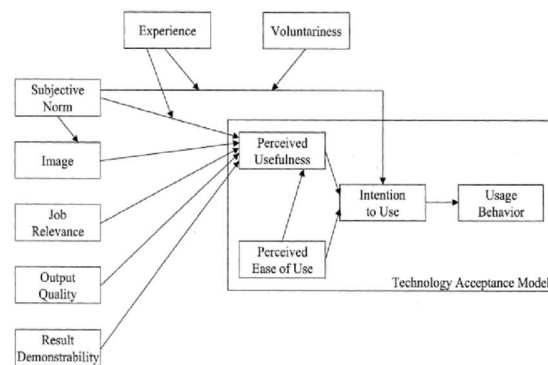 Experience
Voluntariness
Subjective
Norm
Image
Perceived
Usefulness
Job
Relevance
Intention
to Use
Usage
Behavior
Output
Quality
Perceived
Ease of Use
Technology Acceptance Model
Result
Demonstrability